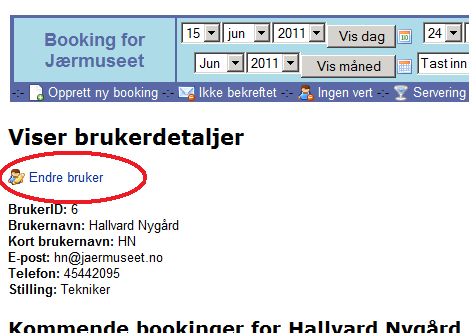 Booking for Jærmuseet
15 jun 2011 Vis dag 24
Jun 2011 Vis måned Tast inn
-:- Opprett ny booking -:- Ikke bekreftet -:- Ingen vert -:- Servering
Viser brukerdetaljer
Endre bruker
BrukerID: 6
Brukernavn: Hallvard Nygård
Kort brukernavn: HN
E-post: hn@jaermuseet.no
Telefon: 45442095
Stilling: Tekniker
Kommende bookinger for Hallvard Nygård